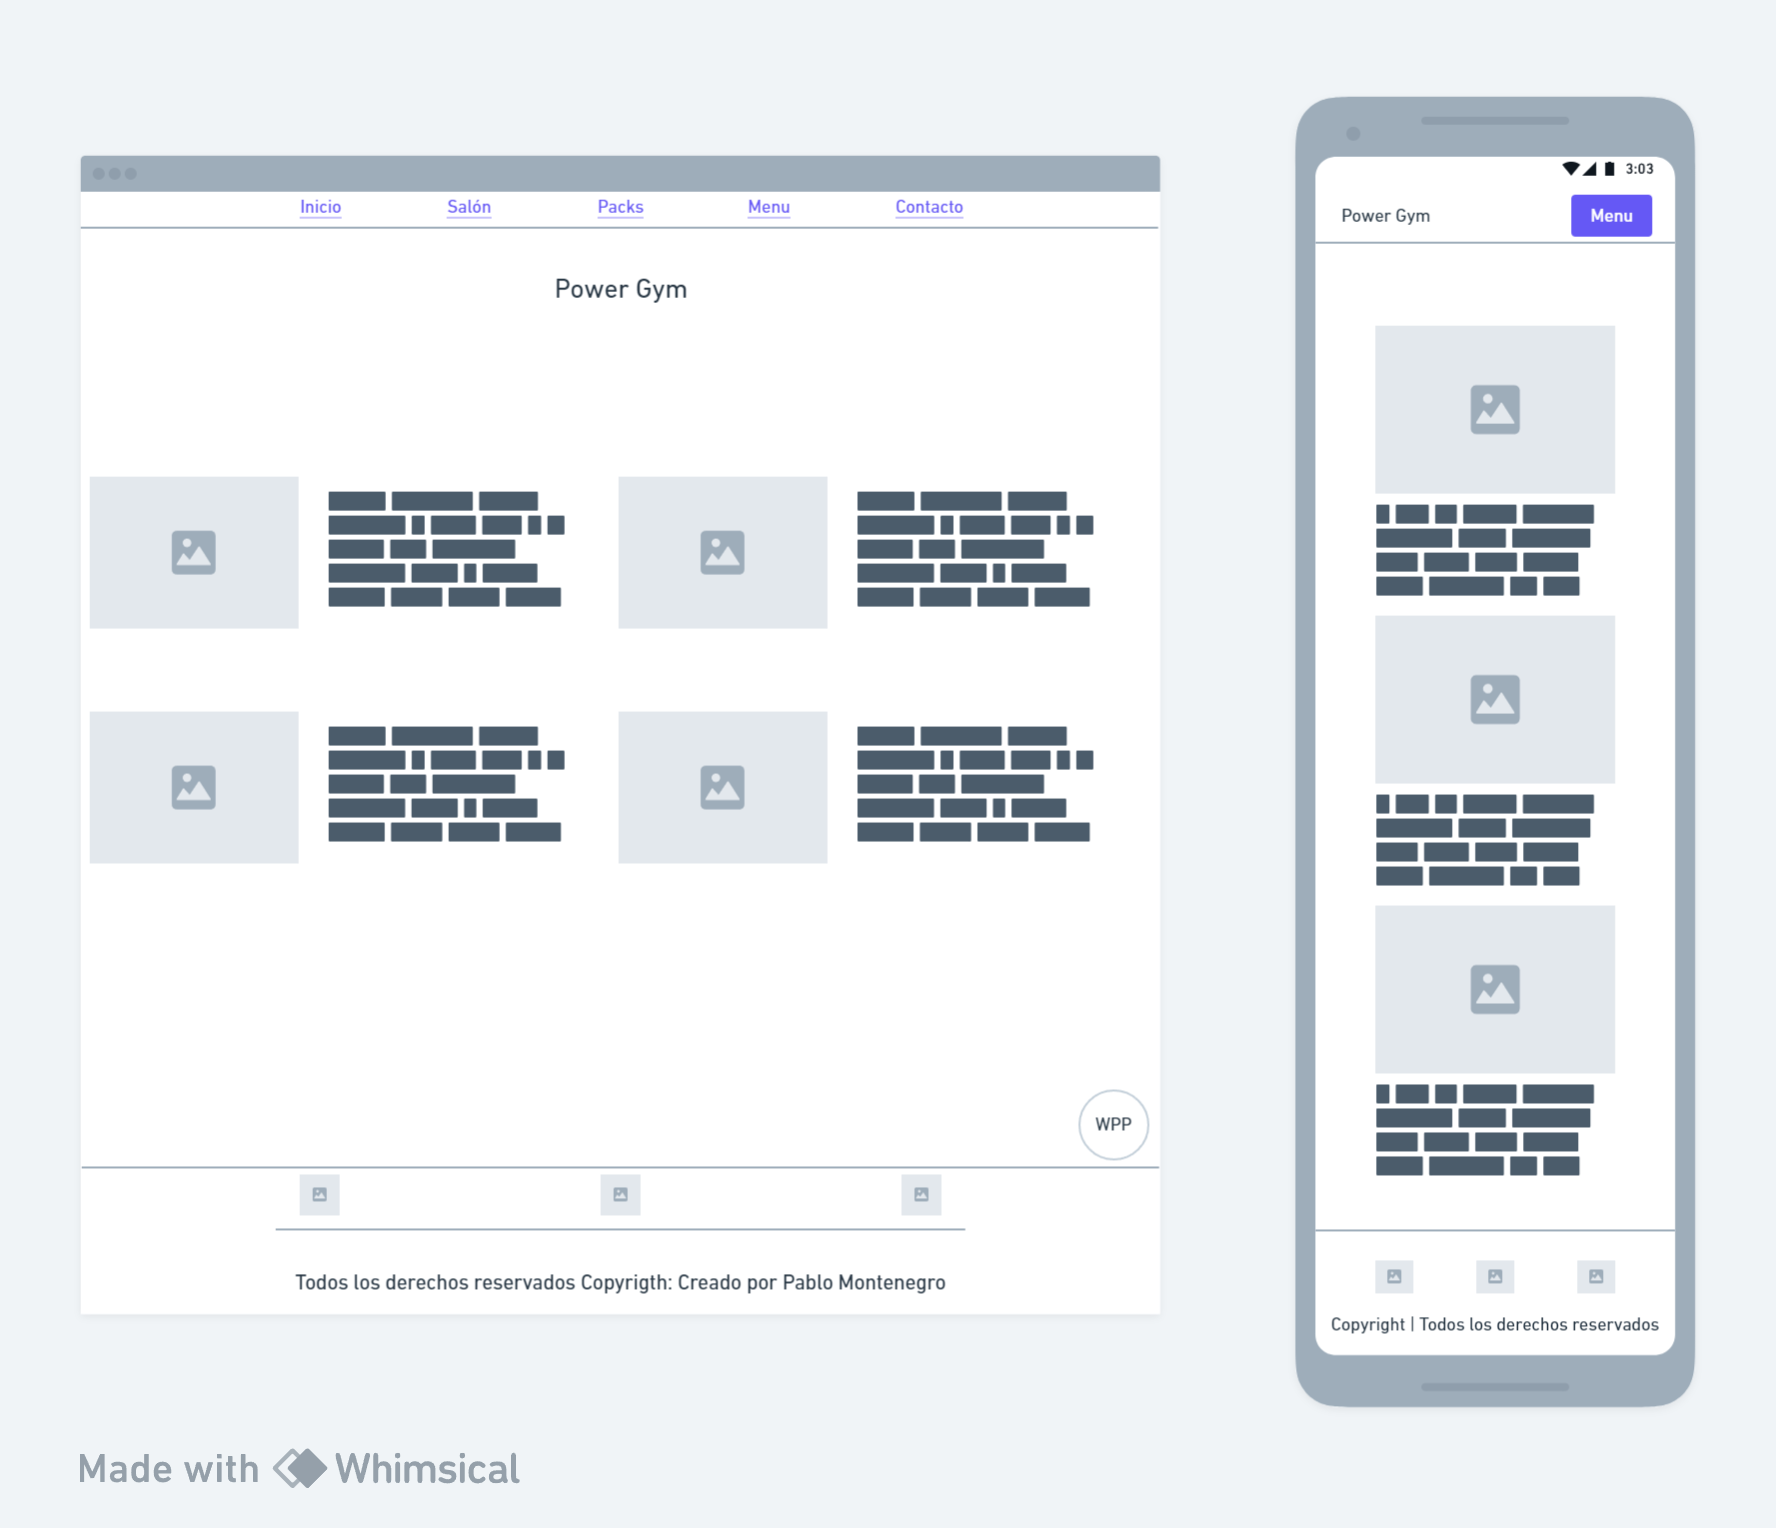 Inicio Salón Packs Menu Contacto
Power Gym
WPP
Todos los derechos reservados Copyrigth: Creado por Pablo Montenegro
3:03
Power Gym Menu
Copyright | Todos los derechos reservados
Made with Whimsical